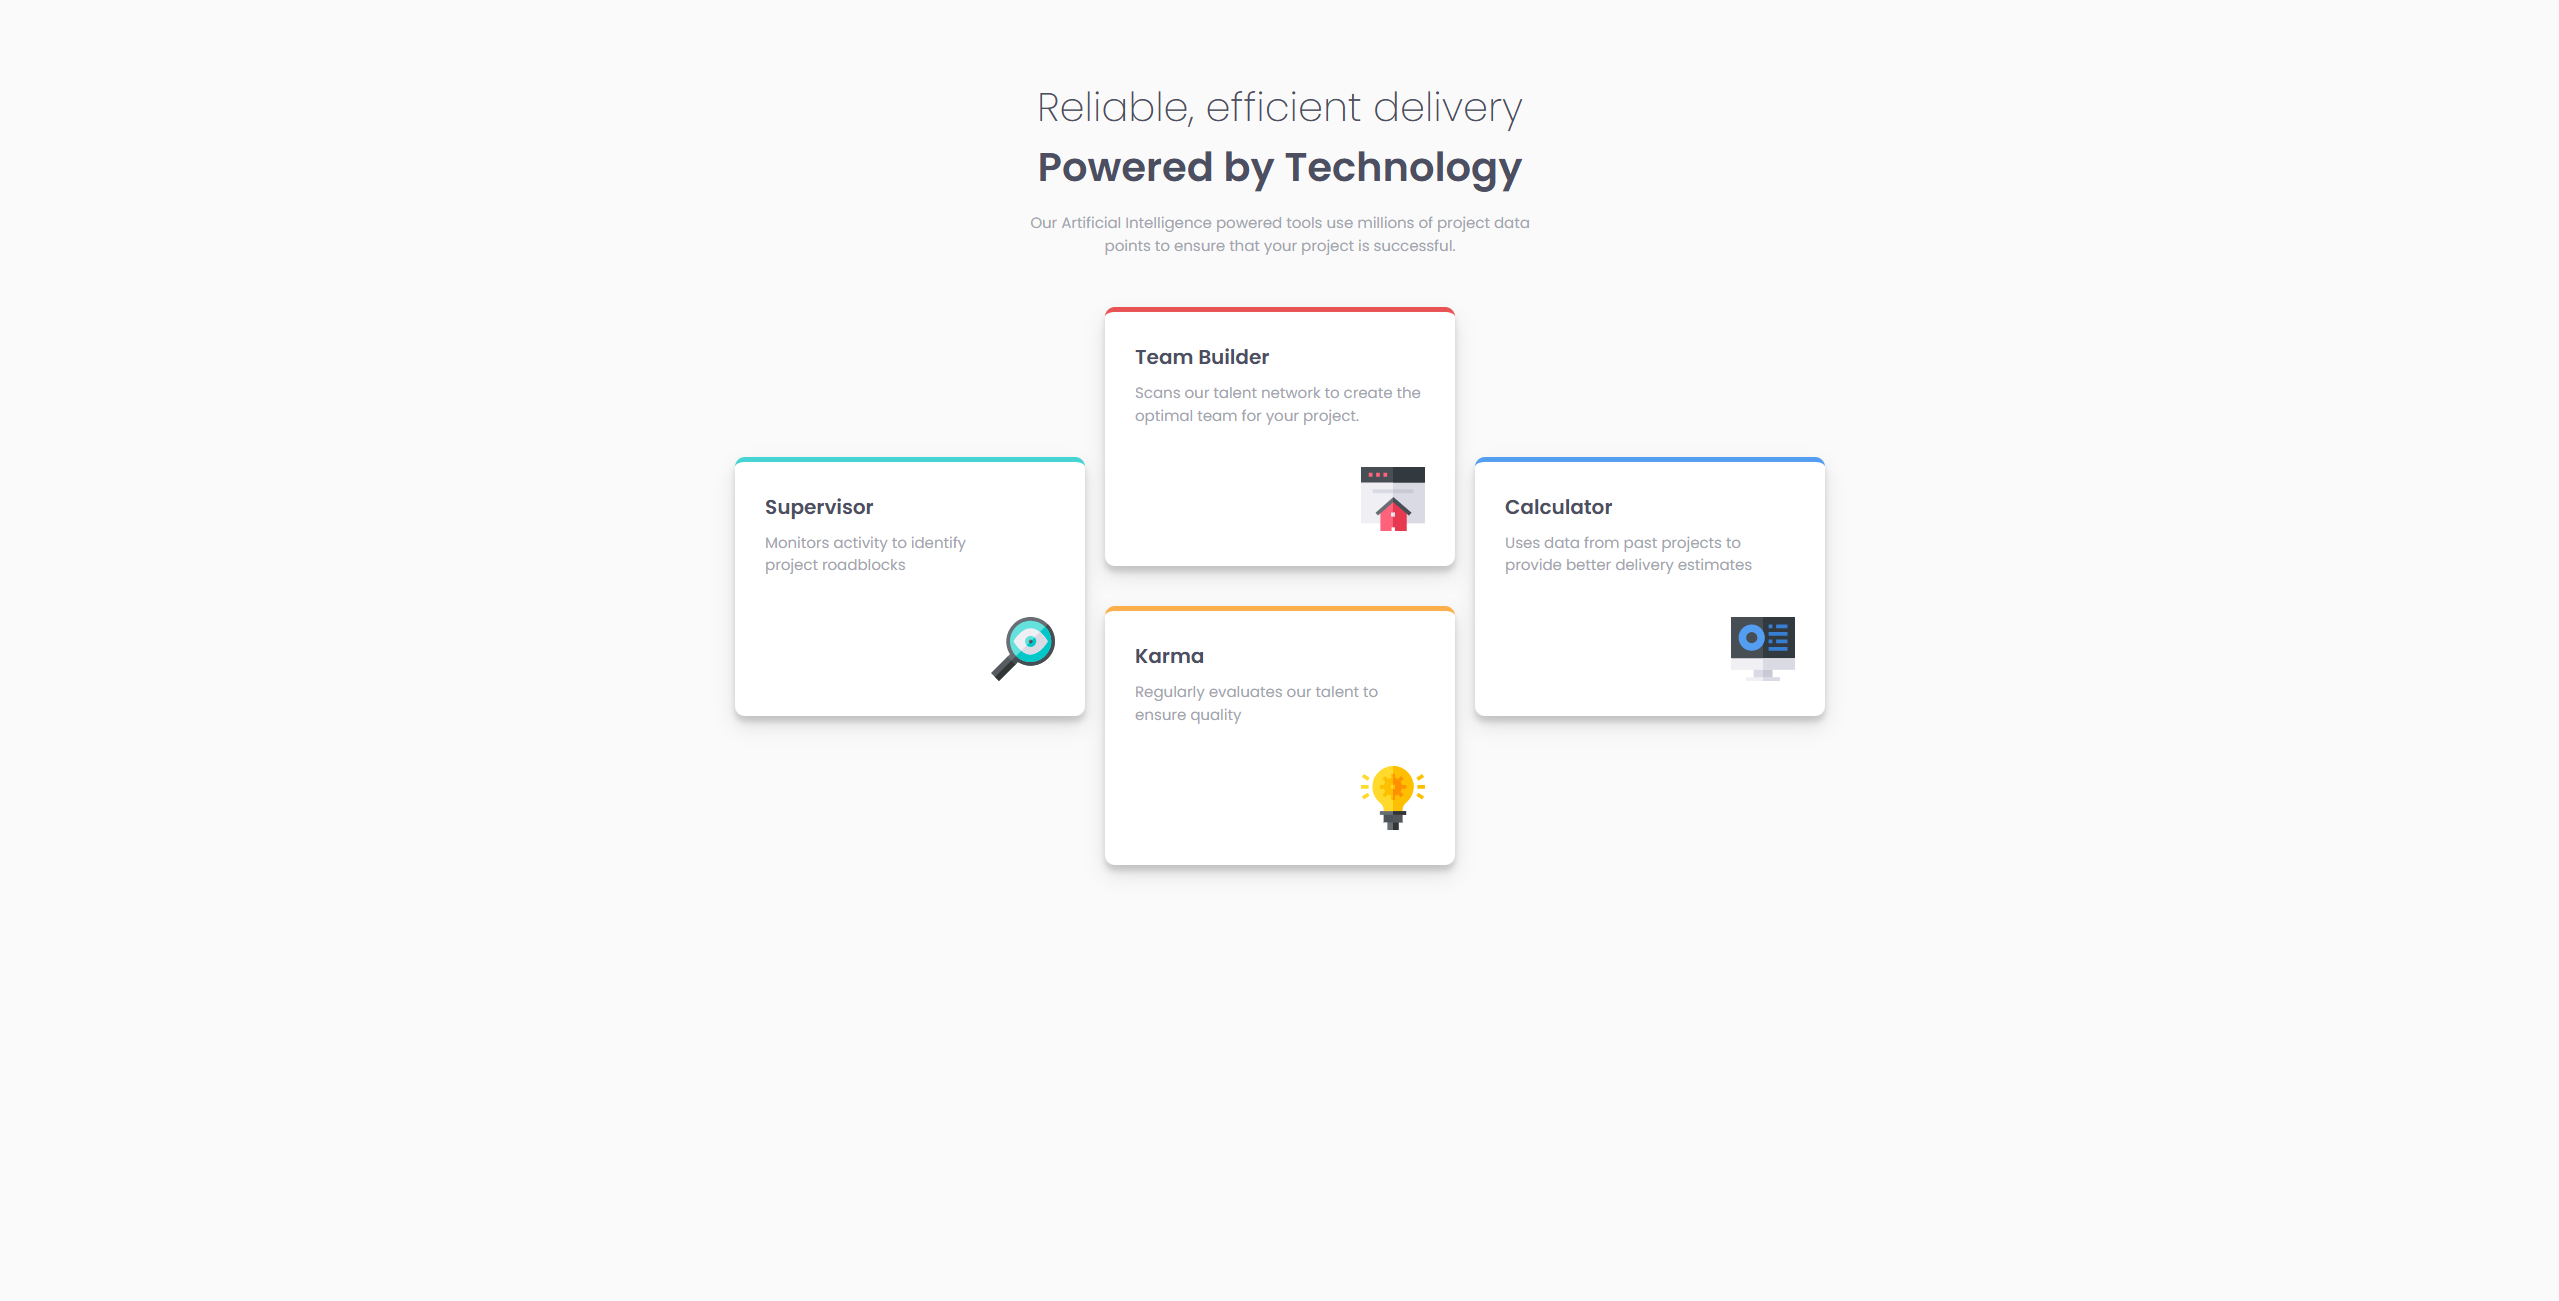 Reliable, efficient delivery
Powered by Technology
Our Artificial Intelligence powered tools use millions of project data
points to ensure that your project is successful.
Supervisor
Monitors activity to identify
project roadblocks
Team Builder
Scans our talent network to create the
optimal team for your project.
Karma
Regularly evaluates our talent to
ensure quality
Calculator
Uses data from past projects to
provide better delivery estimates